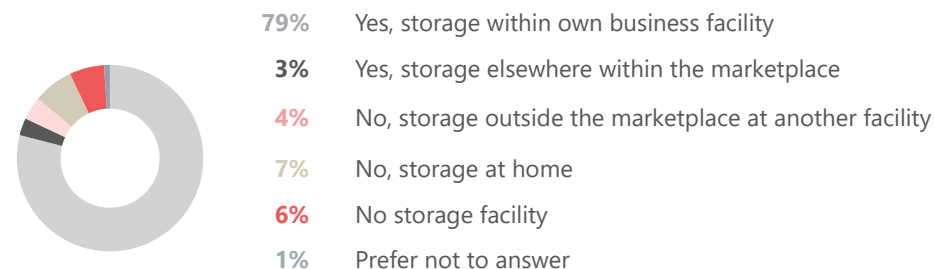 79% Yes, storage within own business facility
3% Yes, storage elsewhere within the marketplace
4% No, storage outside the marketplace at another facility
7% No, storage at home
6% No storage facility
1% Prefer not to answer